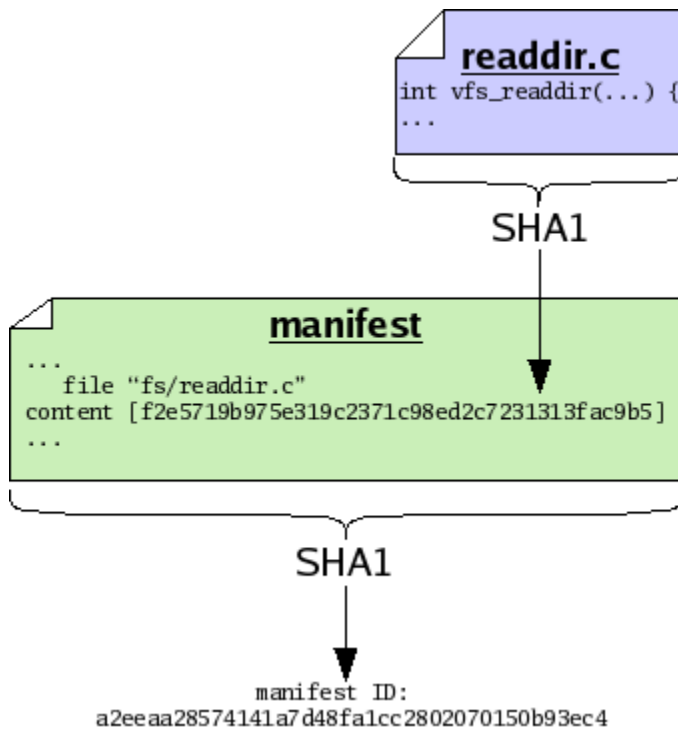 readdir.c
int vfs_readdir(...) {
...
SHA1
manifest
...
file "fs/readdir.c"
content [f2e5719b975e319c2371c98ed2c7231313fac9b5]
...
SHA1
manifest ID:
a2eeaa28574141a7d48fa1cc2802070150b93ec4